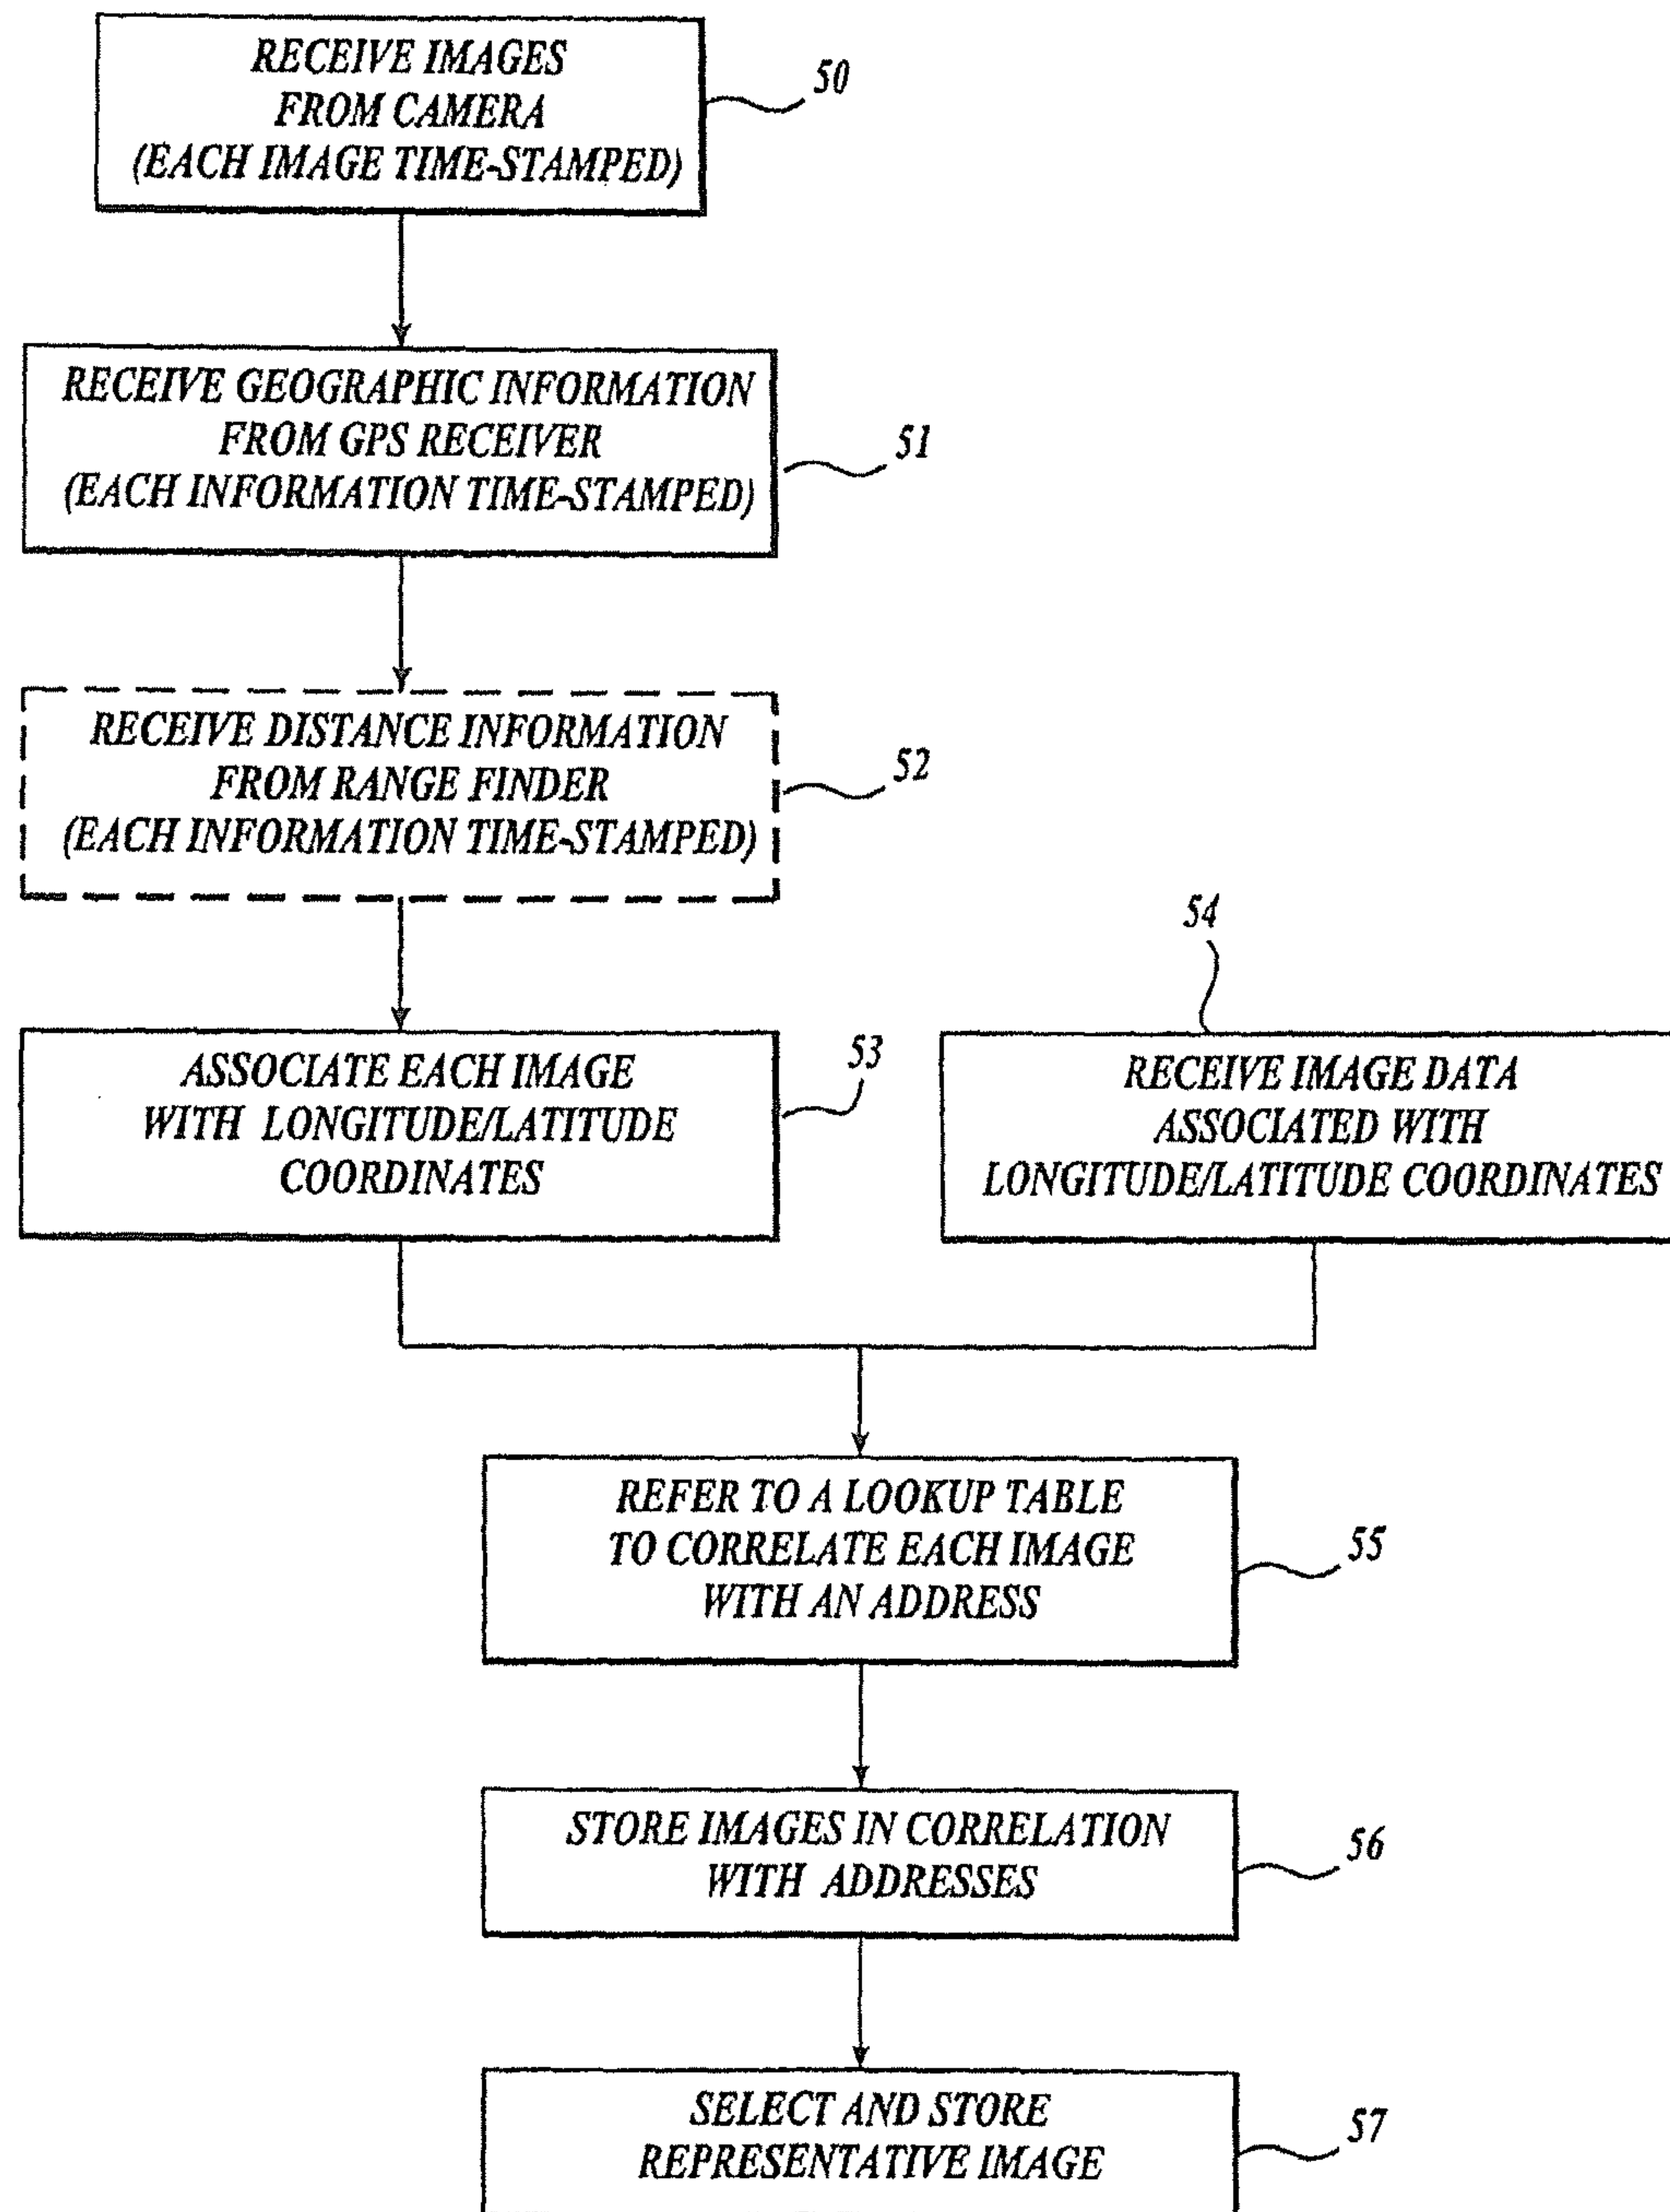 RECEIVE IMAGES
FROM CAMERA
(EACH IMAGE TIME-STAMPED)
50
RECEIVE GEOGRAPHIC INFORMATION
FROM GPS RECEIVER
(EACH INFORMATION TIME-STAMPED)
51
RECEIVE DISTANCE INFORMATION
FROM RANGE FINDER
(EACH INFORMATION TIME-STAMPED)
52
ASSOCIATE EACH IMAGE
WITH LONGITUDE/LATITUDE
COORDINATES
53
54
RECEIVE IMAGE DATA
ASSOCIATED WITH
LONGITUDE/LATITUDE COORDINATES
REFER TO A LOOKUP TABLE
TO CORRELATE EACH IMAGE
WITH AN ADDRESS
55
STORE IMAGES IN CORRELATION
WITH ADDRESSES
56
SELECT AND STORE
REPRESENTATIVE IMAGE
57